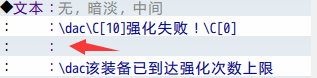 ◆文本：无，暗淡，中间
：　　：\dac\C[10]强化失败！\C[0]
：　　：
：　　：\dac该装备已到达强化次数上限